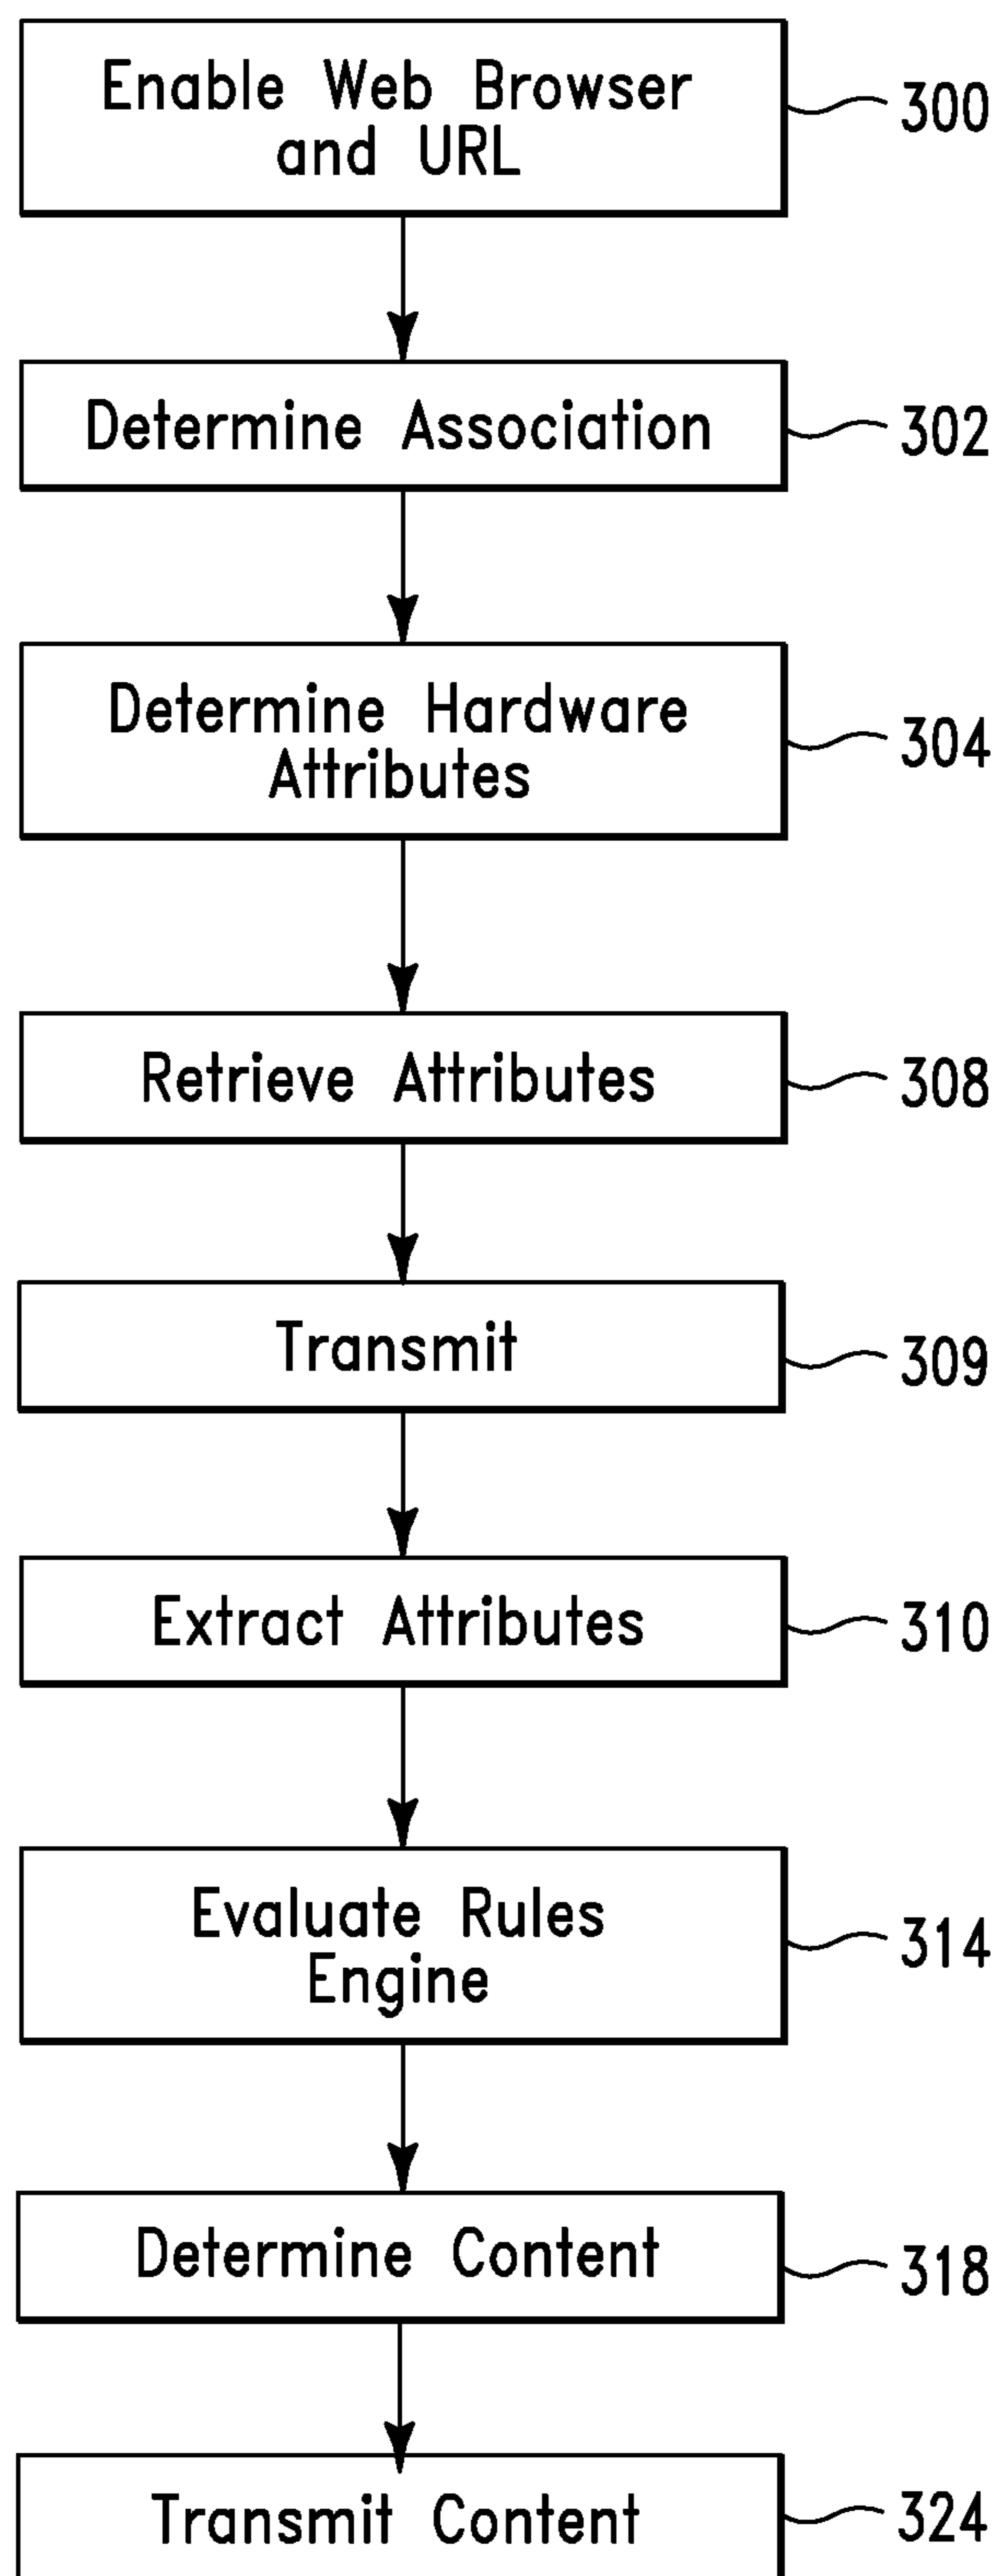 Enable Web Browser
and URL
300
Determine Association
302
Determine Hardware
Attributes
304
Retrieve Attributes
308
Transmit
309
Extract Attributes
310
Evaluate Rules
Engine
314
Determine Content
318
Transmit Content
324